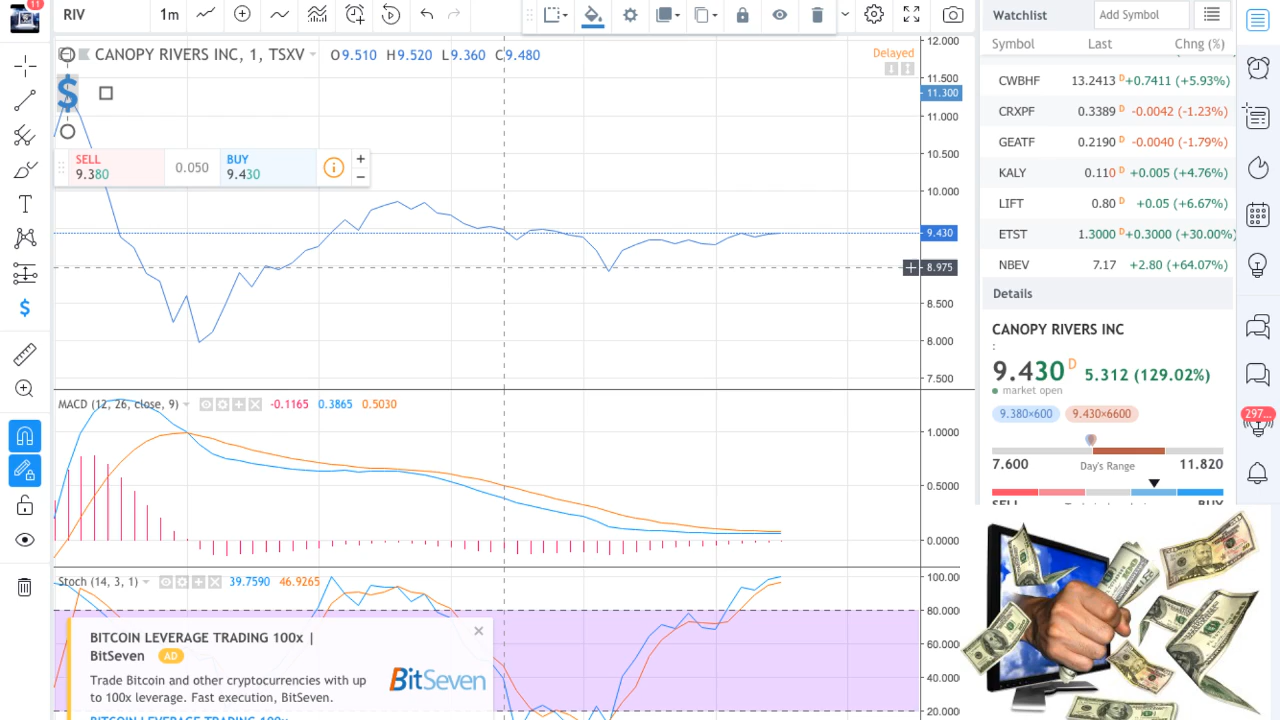 11
RIV
1m
Watchlist
Add Symbol
CANOPY RIVERS INC, 1, TSXV
O9.510 H9.520 L9.360 C9.480
Delayed
Symbol Last Chng (%)
CWBHF 13.2413 D +0.7411 (+5.93%)
CRXPF 0.3389 D -0.0042 (-1.23%)
GEATF 0.2190 D -0.0040 (-1.79%)
KALY 0.110 D +0.005 (+4.76%)
LIFT 0.80 D +0.05 (+6.67%)
ETST 1.3000 D +0.3000 (+30.00%)
NBEV 7.17 +2.80 (+64.07%)
$
SELL
9.380
0.050
BUY
9.430
i
+
−
T
$
12.000
11.500
11.300
11.000
10.500
10.000
9.430
8.975
8.500
8.000
7.500
Details
CANOPY RIVERS INC
:
9.430 D 5.312 (129.02%)
market open
9.380×600
9.430×6600
7.600 Day's Range 11.820
297...
MACD (12, 26, close, 9) -0.1165 0.3865 0.5030
1.0000
0.5000
0.0000
Stoch (14, 3, 1) 39.7590 46.9265
100.000
80.000
60.000
40.000
20.000
BITCOIN LEVERAGE TRADING 100x |
BitSeven AD
Trade Bitcoin and other cryptocurrencies with up
to 100x leverage. Fast execution, BitSeven.
BitSeven